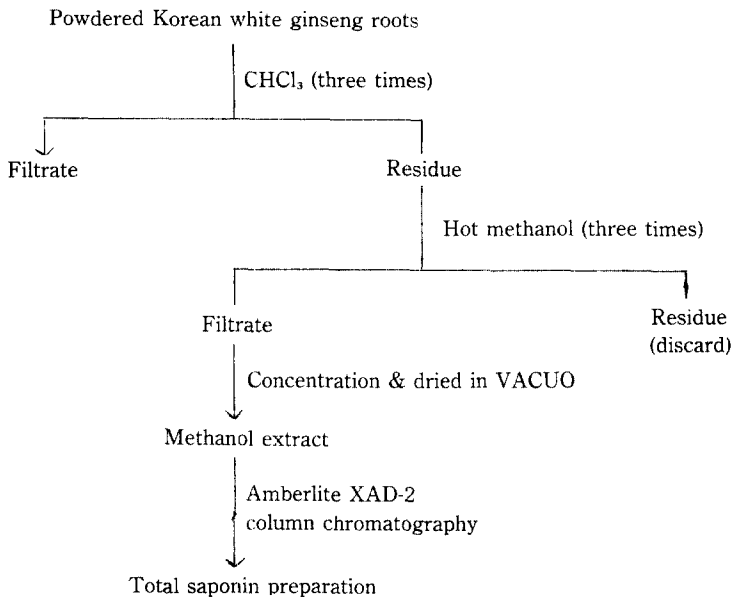 Powdered Korean white ginseng roots
CHCl₃ (three times)
Filtrate
Residue
Hot methanol (three times)
Filtrate
Residue
(discard)
Concentration & dried in VACUO
Methanol extract
Amberlite XAD-2
column chromatography
Total saponin preparation